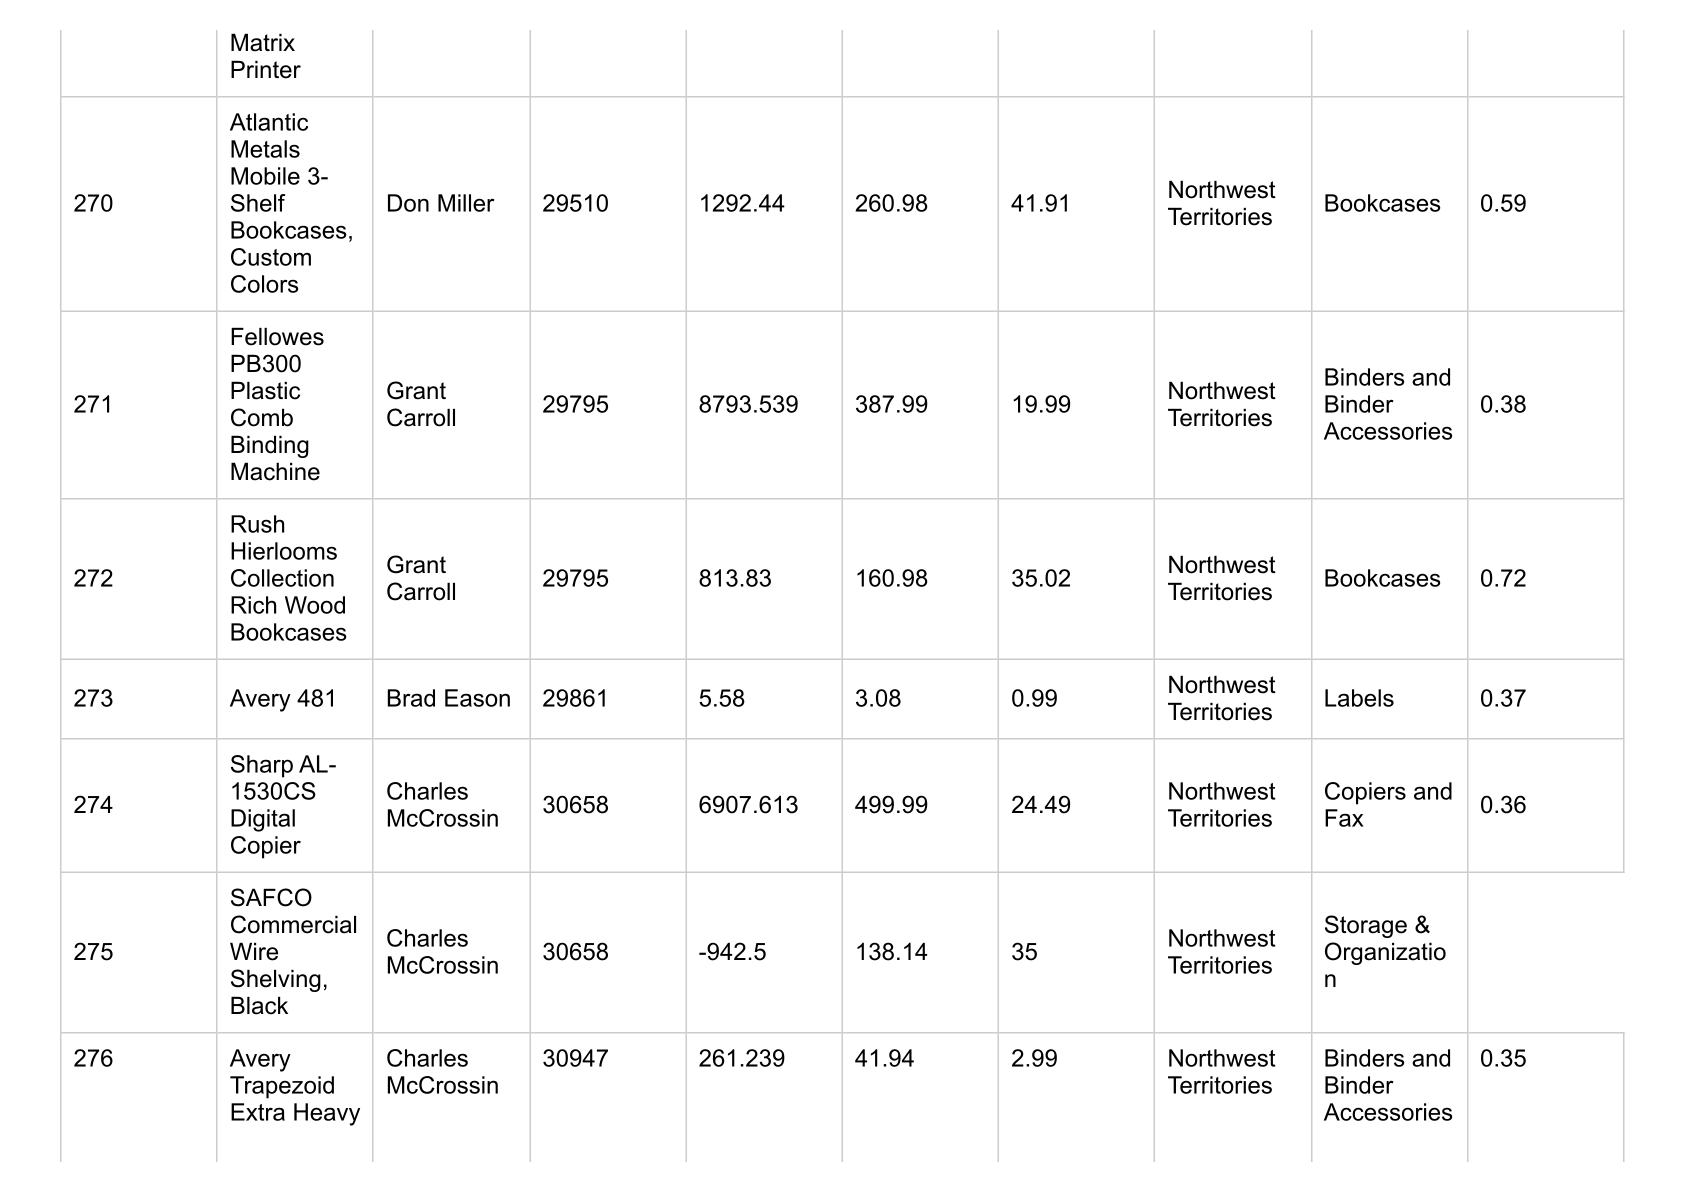 Matrix
Printer
270
Atlantic
Metals
Mobile 3-
Shelf
Bookcases,
Custom
Colors
Don Miller
29510
1292.44
260.98
41.91
Northwest
Territories
Bookcases
0.59
271
Fellowes
PB300
Plastic
Comb
Binding
Machine
Grant
Carroll
29795
8793.539
387.99
19.99
Northwest
Territories
Binders and
Binder
Accessories
0.38
272
Rush
Hierlooms
Collection
Rich Wood
Bookcases
Grant
Carroll
29795
813.83
160.98
35.02
Northwest
Territories
Bookcases
0.72
273
Avery 481
Brad Eason
29861
5.58
3.08
0.99
Northwest
Territories
Labels
0.37
274
Sharp AL-
1530CS
Digital
Copier
Charles
McCrossin
30658
6907.613
499.99
24.49
Northwest
Territories
Copiers and
Fax
0.36
275
SAFCO
Commercial
Wire
Shelving,
Black
Charles
McCrossin
30658
-942.5
138.14
35
Northwest
Territories
Storage &
Organizatio
n
276
Avery
Trapezoid
Extra Heavy
Charles
McCrossin
30947
261.239
41.94
2.99
Northwest
Territories
Binders and
Binder
Accessories
0.35